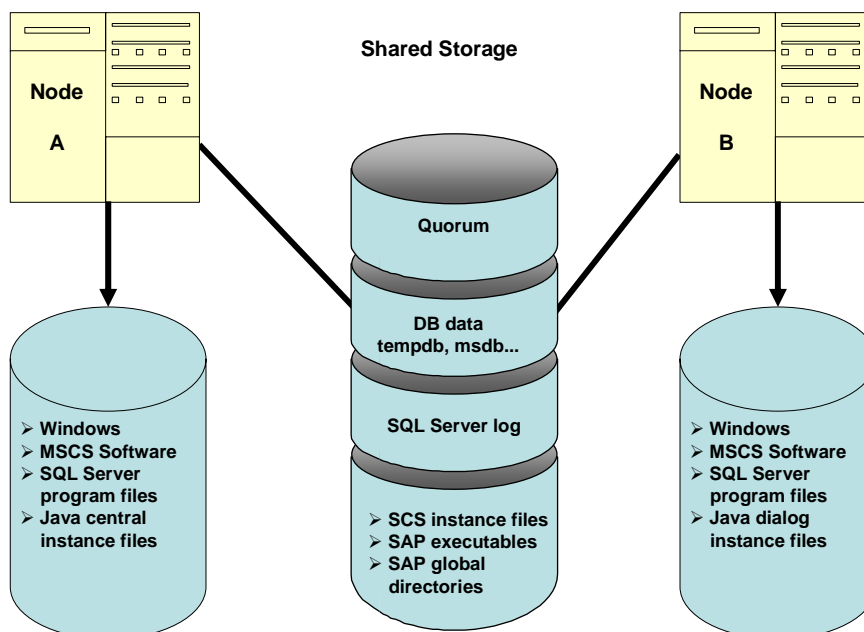 Shared Storage
Node
A
Node
B
Quorum
DB data
tempdb, msdb...
SQL Server log
➢ SCS instance files
➢ SAP executables
➢ SAP global
directories
➢ Windows
➢ MSCS Software
➢ SQL Server
program files
➢ Java central
instance files
➢ Windows
➢ MSCS Software
➢ SQL Server
program files
➢ Java dialog
instance files